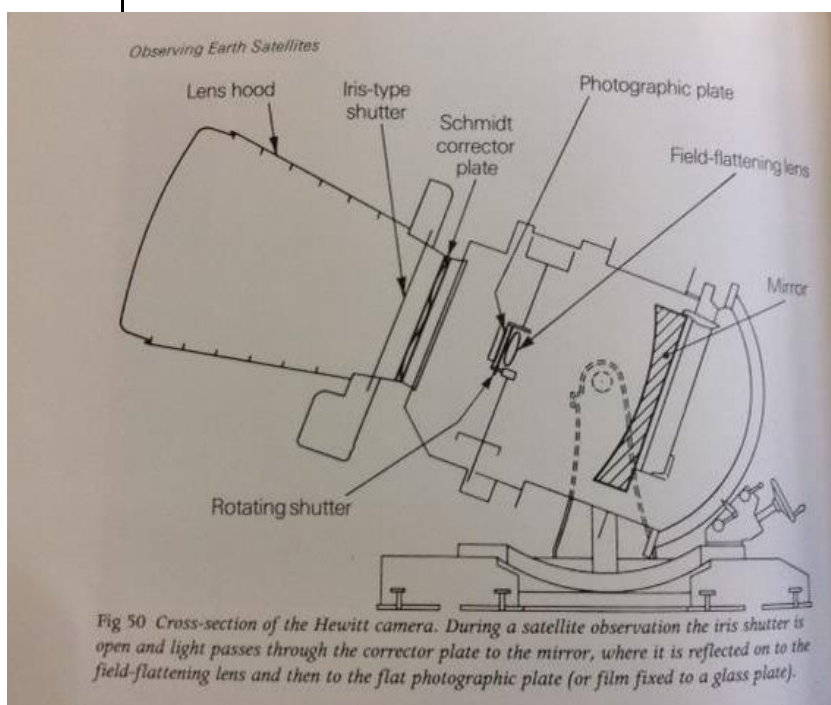 Observing Earth Satellites
Lens hood
Iris-type
shutter
Schmidt
corrector
plate
Photographic plate
Field-flattening lens
Mirror
Rotating shutter
Fig 50 Cross-section of the Hewitt camera. During a satellite observation the iris shutter is
open and light passes through the corrector plate to the mirror, where it is reflected on to the
field-flattening lens and then to the flat photographic plate (or film fixed to a glass plate).